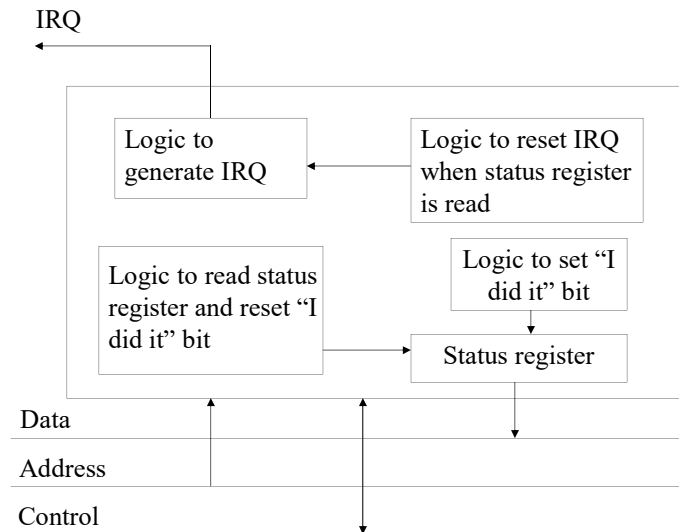 IRQ
Logic to
generate IRQ
Logic to reset IRQ
when status register
is read
Logic to read status
register and reset “I
did it” bit
Logic to set “I
did it” bit
Status register
Data
Address
Control